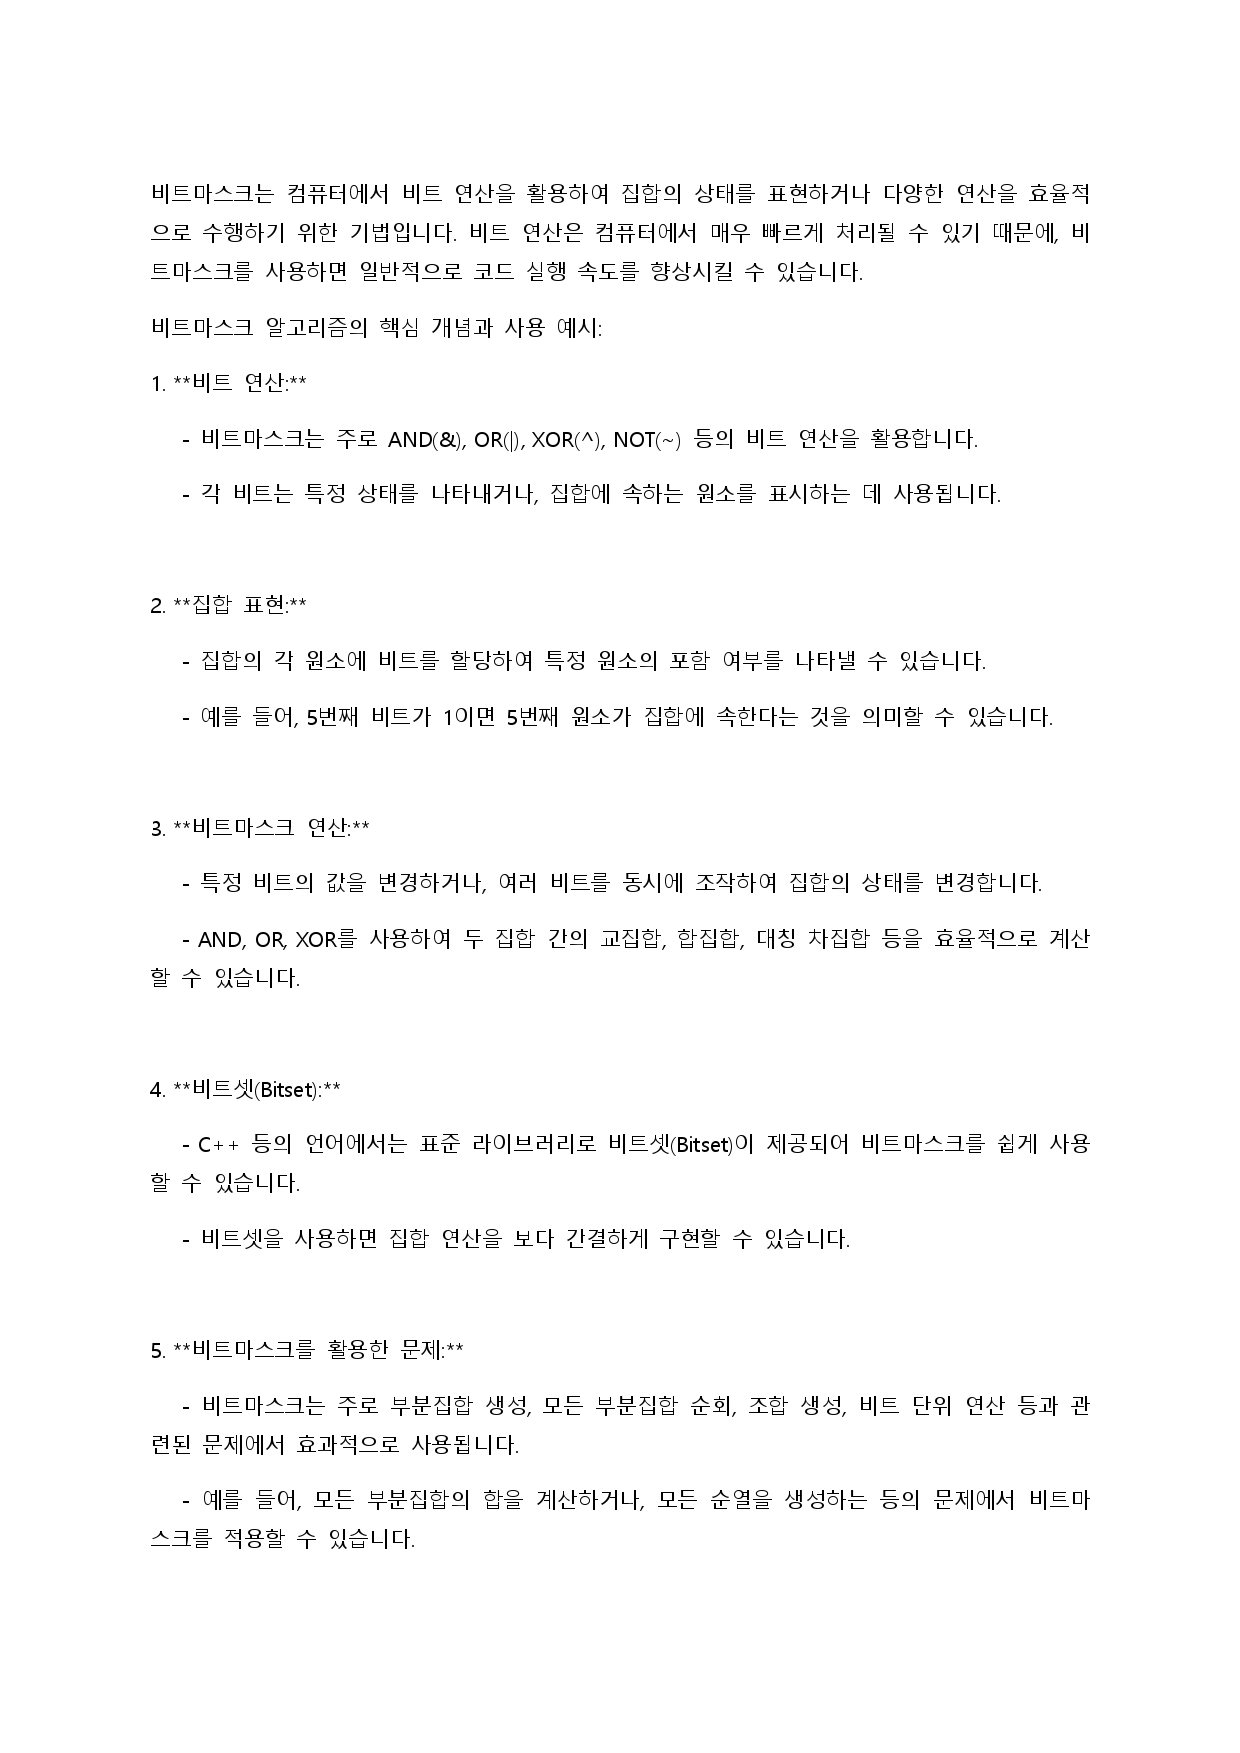 비트마스크는 컴퓨터에서 비트 연산을 활용하여 집합의 상태를 표현하거나 다양한 연산을 효율적
으로 수행하기 위한 기법입니다. 비트 연산은 컴퓨터에서 매우 빠르게 처리될 수 있기 때문에, 비
트마스크를 사용하면 일반적으로 코드 실행 속도를 향상시킬 수 있습니다.
비트마스크 알고리즘의 핵심 개념과 사용 예시:
1. **비트 연산:**
- 비트마스크는 주로 AND(&), OR(|), XOR(^), NOT(~) 등의 비트 연산을 활용합니다.
- 각 비트는 특정 상태를 나타내거나, 집합에 속하는 원소를 표시하는 데 사용됩니다.
2. **집합 표현:**
- 집합의 각 원소에 비트를 할당하여 특정 원소의 포함 여부를 나타낼 수 있습니다.
- 예를 들어, 5번째 비트가 1이면 5번째 원소가 집합에 속한다는 것을 의미할 수 있습니다.
3. **비트마스크 연산:**
- 특정 비트의 값을 변경하거나, 여러 비트를 동시에 조작하여 집합의 상태를 변경합니다.
- AND, OR, XOR를 사용하여 두 집합 간의 교집합, 합집합, 대칭 차집합 등을 효율적으로 계산
할 수 있습니다.
4. **비트셋(Bitset):**
- C++ 등의 언어에서는 표준 라이브러리로 비트셋(Bitset)이 제공되어 비트마스크를 쉽게 사용
할 수 있습니다.
- 비트셋을 사용하면 집합 연산을 보다 간결하게 구현할 수 있습니다.
5. **비트마스크를 활용한 문제:**
- 비트마스크는 주로 부분집합 생성, 모든 부분집합 순회, 조합 생성, 비트 단위 연산 등과 관
련된 문제에서 효과적으로 사용됩니다.
- 예를 들어, 모든 부분집합의 합을 계산하거나, 모든 순열을 생성하는 등의 문제에서 비트마
스크를 적용할 수 있습니다.